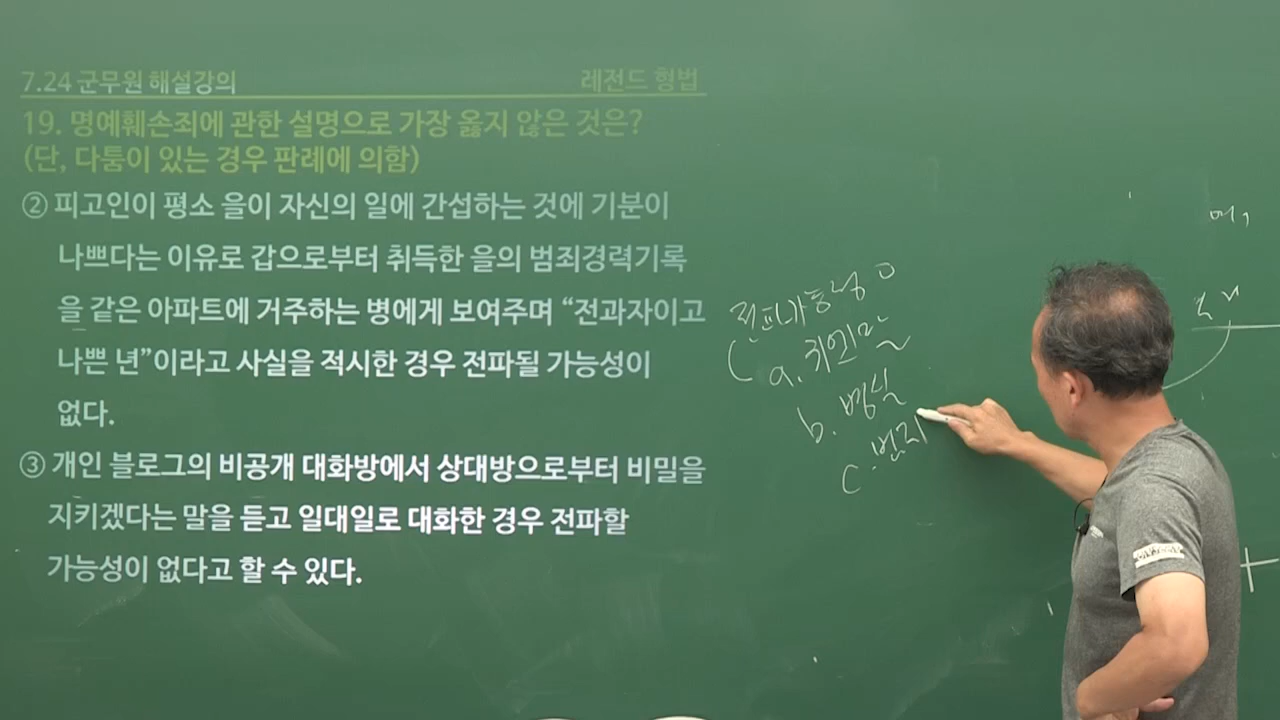 7.24 군무원 해설강의 레전드 형법
19. 명예훼손죄에 관한 설명으로 가장 옳지 않은 것은?
(단, 다툼이 있는 경우 판례에 의함)
② 피고인이 평소 을이 자신의 일에 간섭하는 것에 기분이
나쁘다는 이유로 갑으로부터 취득한 을의 범죄경력기록
을 같은 아파트에 거주하는 병에게 보여주며 “전과자이고
나쁜 년”이라고 사실을 적시한 경우 전파될 가능성이
없다.
③ 개인 블로그의 비공개 대화방에서 상대방으로부터 비밀을
지키겠다는 말을 듣고 일대일로 대화한 경우 전파할
가능성이 없다고 할 수 있다.
전파가능성 O
a.
b.
c.